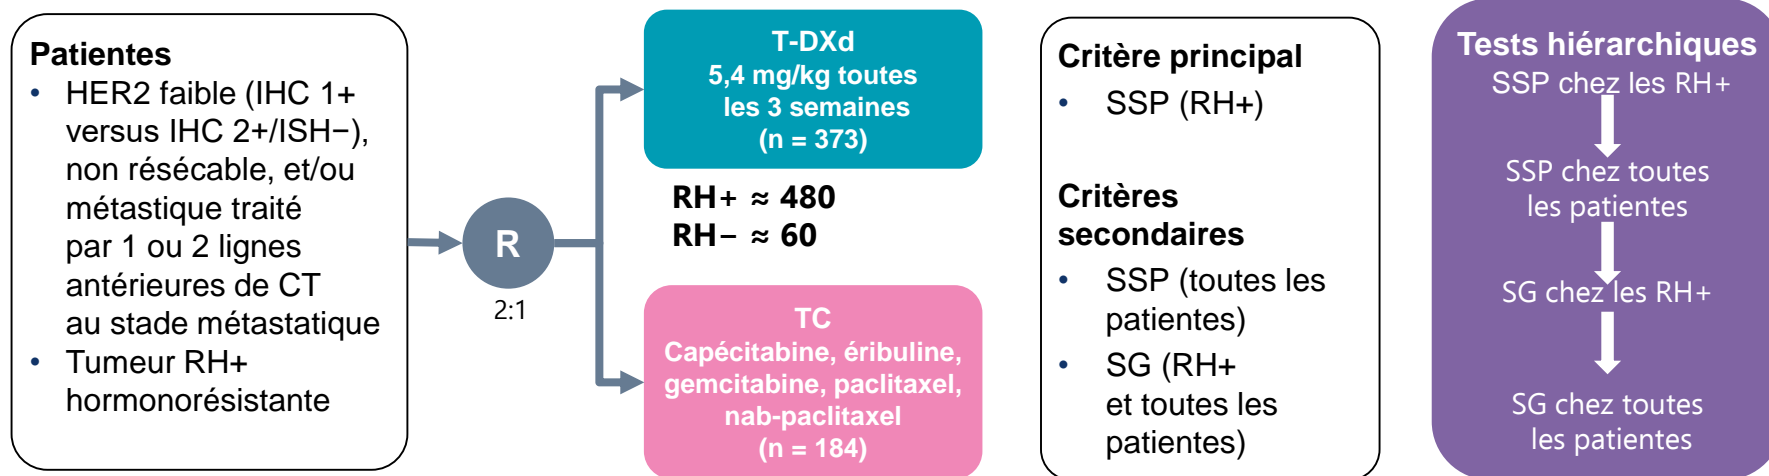 Patientes
• HER2 faible (IHC 1+
versus IHC 2+/ISH−),
non résécable, et/ou
métastique traité
par 1 ou 2 lignes
antérieures de CT
au stade métastatique
• Tumeur RH+
hormonorésistante
R
2:1
T-DXd
5,4 mg/kg toutes
les 3 semaines
(n = 373)
RH+ ≈ 480
RH− ≈ 60
TC
Capécitabine, éribuline,
gemcitabine, paclitaxel,
nab-paclitaxel
(n = 184)
Critère principal
• SSP (RH+)
Critères
secondaires
• SSP (toutes les
patientes)
• SG (RH+
et toutes les
patientes)
Tests hiérarchiques
SSP chez les RH+
SSP chez toutes
les patientes
SG chez les RH+
SG chez toutes
les patientes